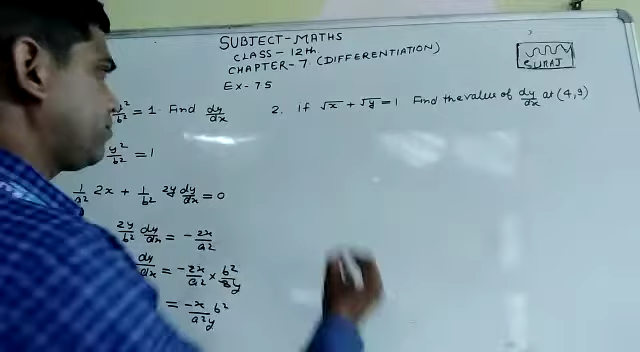 SUBJECT-MATHS
CLASS-12th.
CHAPTER-7 (DIFFERENTIATION)
EX-7.5
SURAJ
y²/b² = 1. Find dy/dx
y²/b² = 1
1/a² 2x + 1/b² 2y dy/dx = 0
2y/b² dy/dx = -2x/a²
dy/dx = -2x/a² × b²/2y
= -x/a²y b²
2. If √x + √y = 1 Find the value of dy/dx at (4,9)